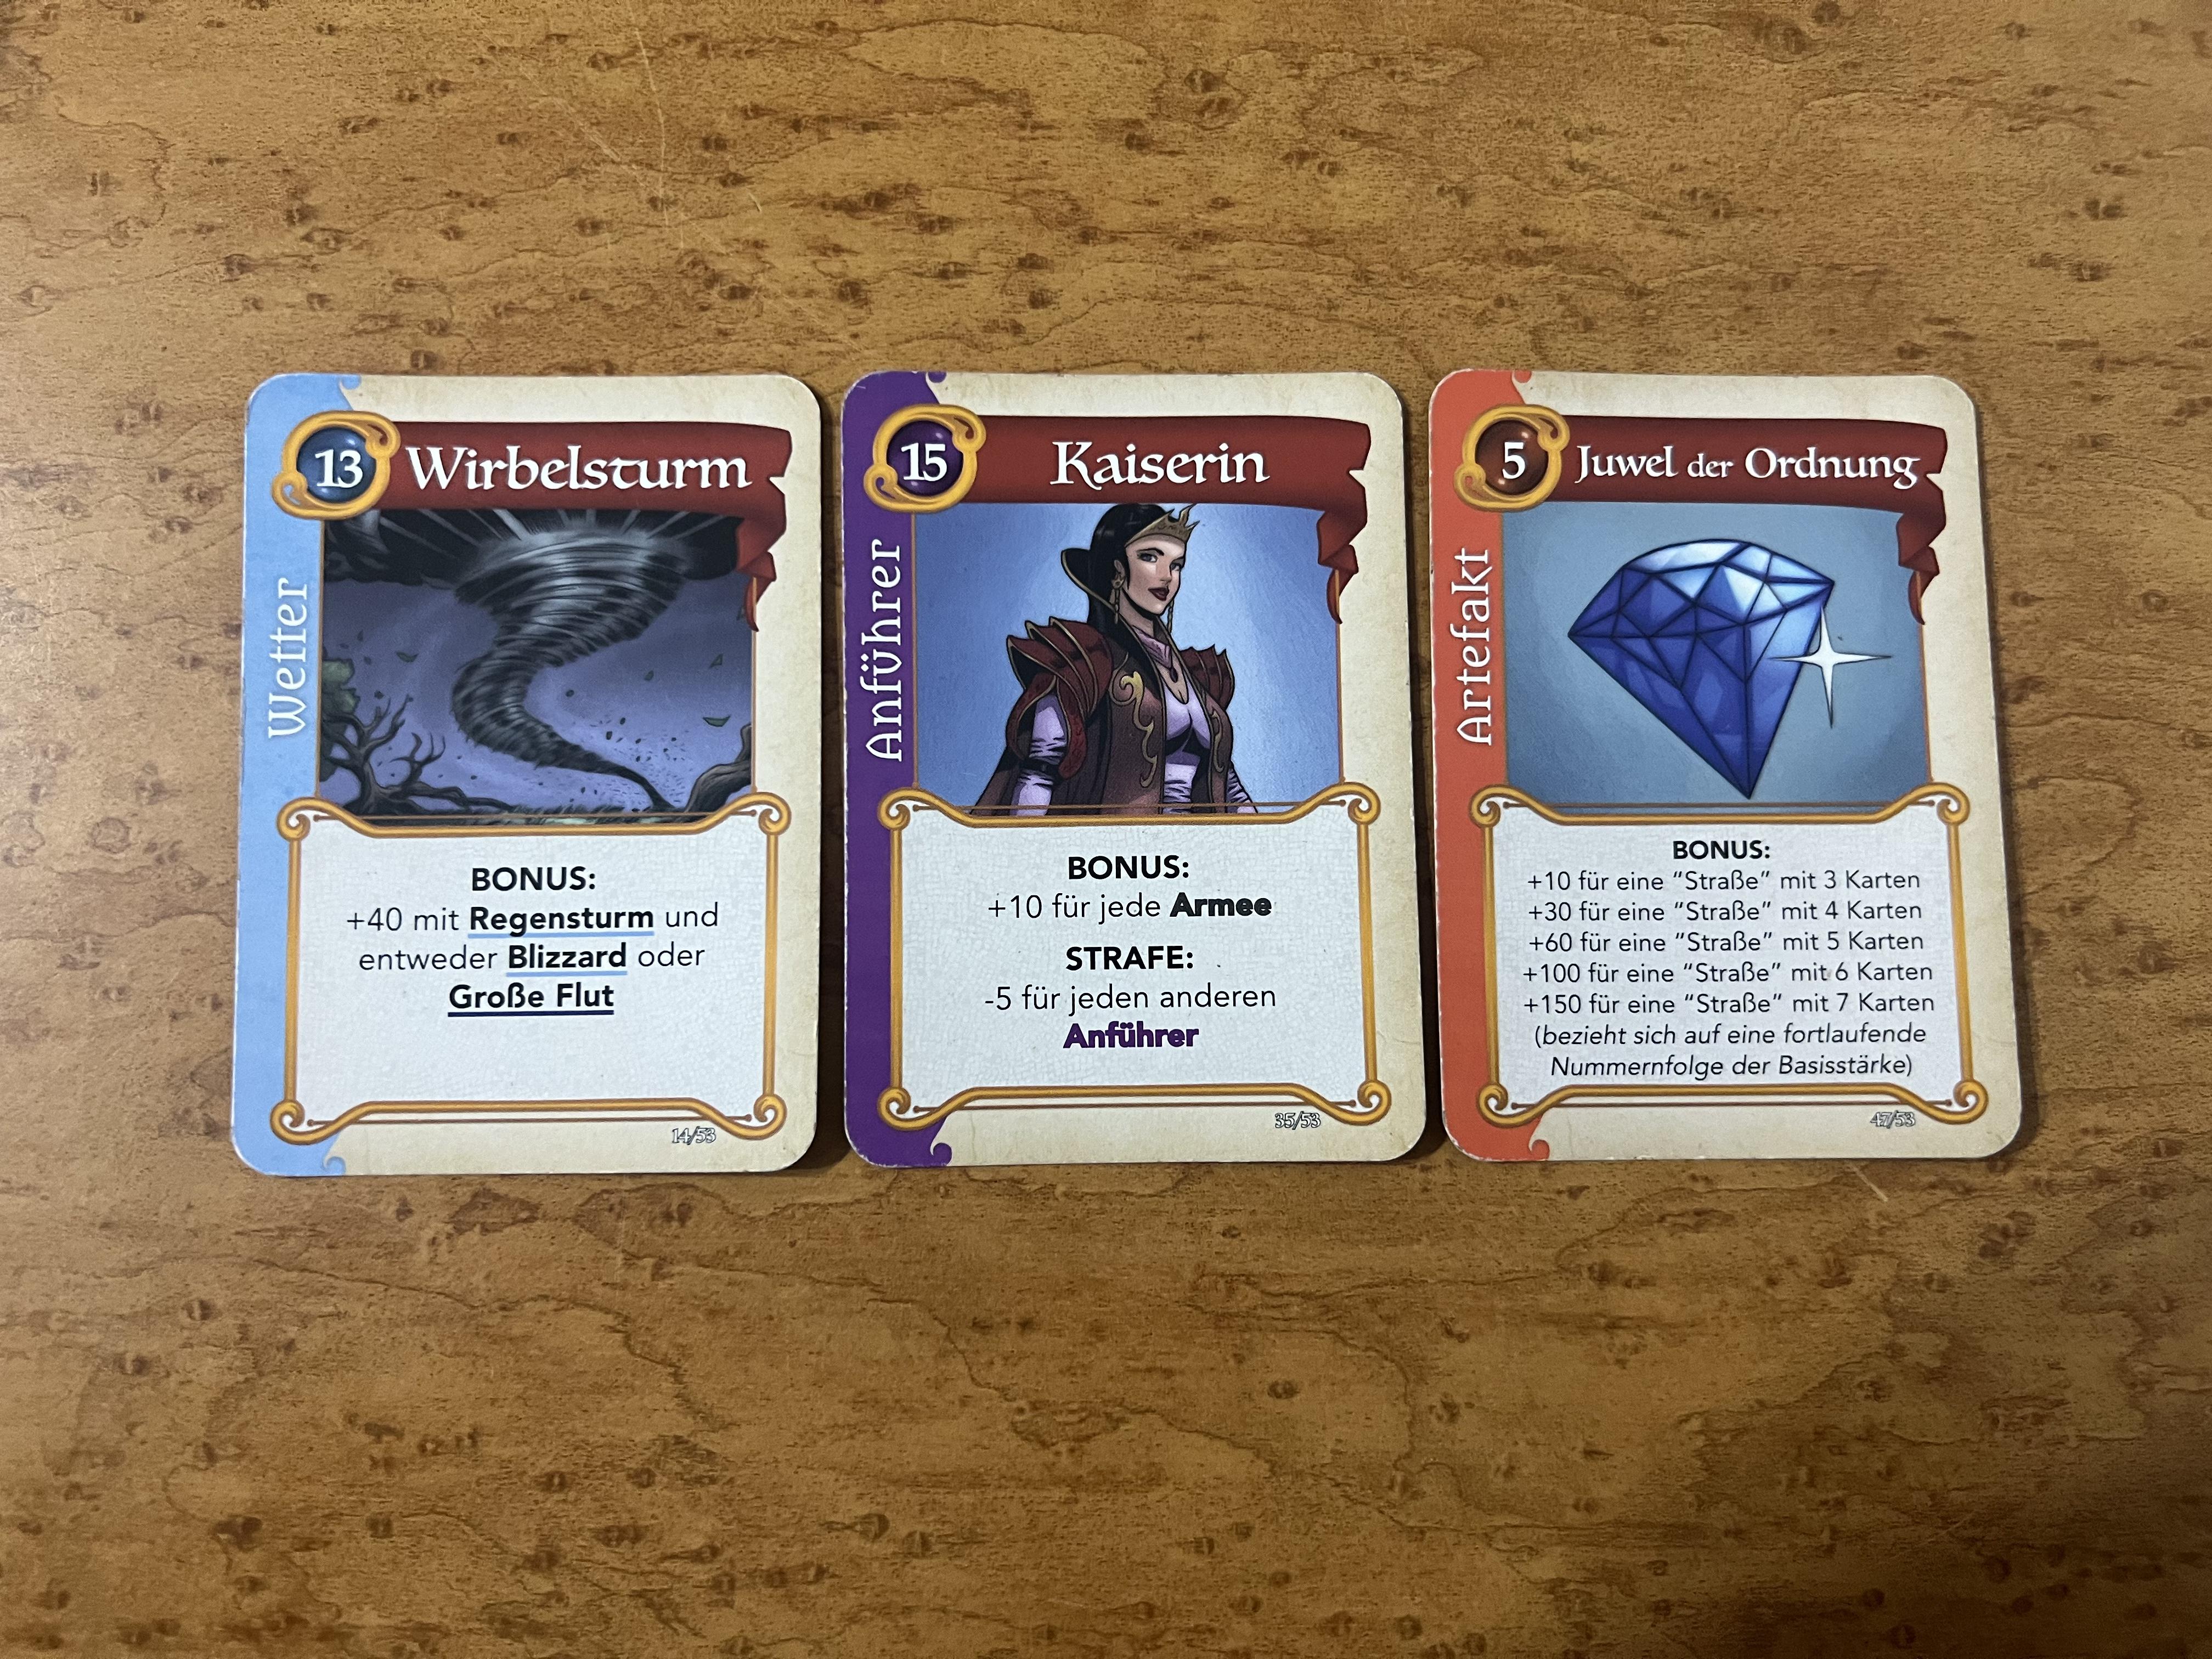 13 Wirbelsturm
Wetter
BONUS:
+40 mit Regensturm und
entweder Blizzard oder
Große Flut
14/53
15 Kaiserin
Anführer
BONUS:
+10 für jede Armee
STRAFE:
-5 für jeden anderen
Anführer
35/53
5 Juwel der Ordnung
Artefakt
BONUS:
+10 für eine "Straße" mit 3 Karten
+30 für eine "Straße" mit 4 Karten
+60 für eine "Straße" mit 5 Karten
+100 für eine "Straße" mit 6 Karten
+150 für eine "Straße" mit 7 Karten
(bezieht sich auf eine fortlaufende
Nummernfolge der Basisstärke)
47/53